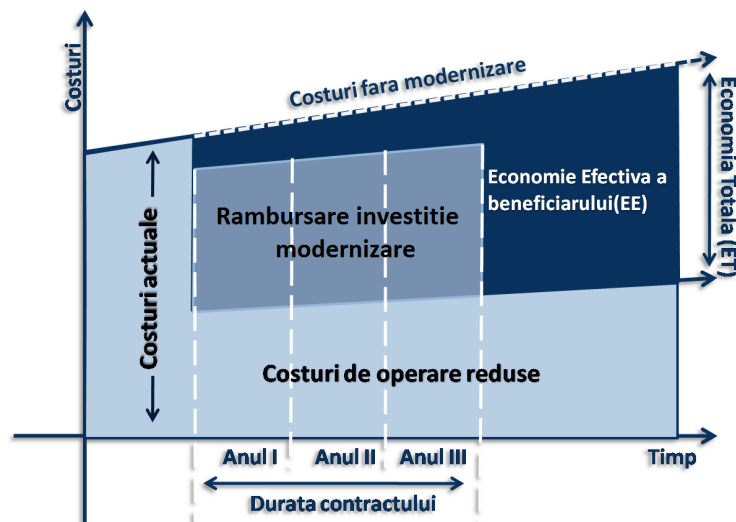 Costuri
Costuri fara modernizare
Economia
Totala (ET)
Economie Efectiva a
beneficiarului(EE)
Rambursare investitie
modernizare
Costuri actuale
Costuri de operare reduse
Anul I
Anul II
Anul III
Timp
Durata contractului